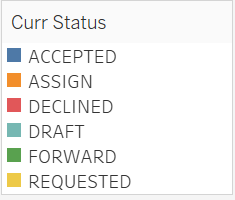 Curr Status
ACCEPTED
ASSIGN
DECLINED
DRAFT
FORWARD
REQUESTED